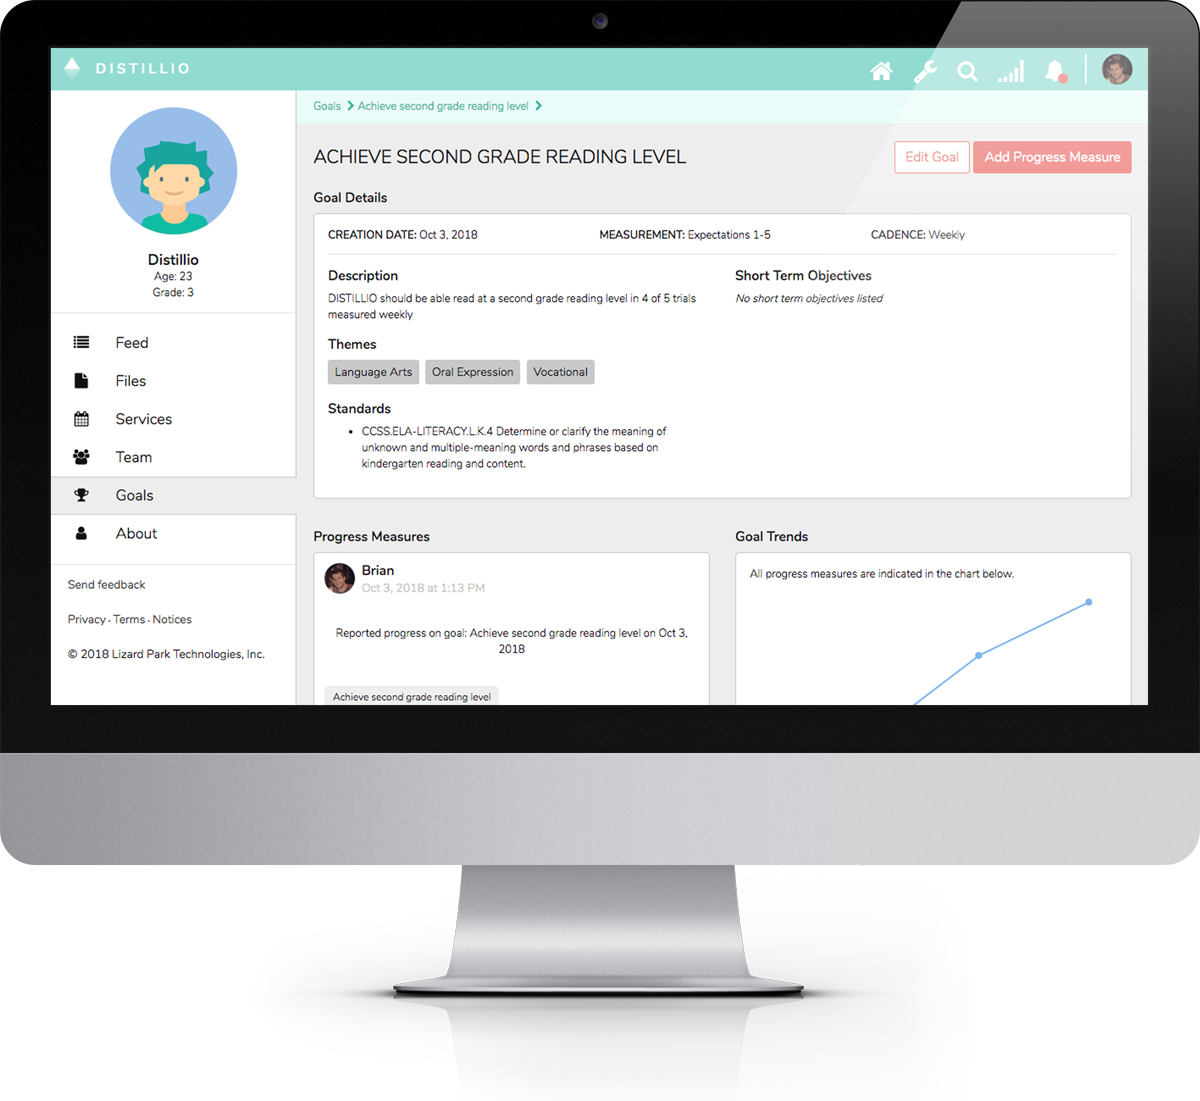 DISTILLIO
Goals
Achieve second grade reading level
Distillio
Age: 23
Grade: 3
Feed
Files
Services
Team
Goals
About
Send feedback
Privacy · Terms · Notices
© 2018 Lizard Park Technologies, Inc.
ACHIEVE SECOND GRADE READING LEVEL
Edit Goal
Add Progress Measure
Goal Details
CREATION DATE: Oct 3, 2018
MEASUREMENT: Expectations 1-5
CADENCE: Weekly
Description
DISTILLIO should be able read at a second grade reading level in 4 of 5 trials
measured weekly
Themes
Language Arts
Oral Expression
Vocational
Standards
• CCSS.ELA-LITERACY.L.K.4 Determine or clarify the meaning of
unknown and multiple-meaning words and phrases based on
kindergarten reading and content.
Short Term Objectives
No short term objectives listed
Progress Measures
Brian
Oct 3, 2018 at 1:13 PM
Reported progress on goal: Achieve second grade reading level on Oct 3,
2018
Achieve second grade reading level
Goal Trends
All progress measures are indicated in the chart below.